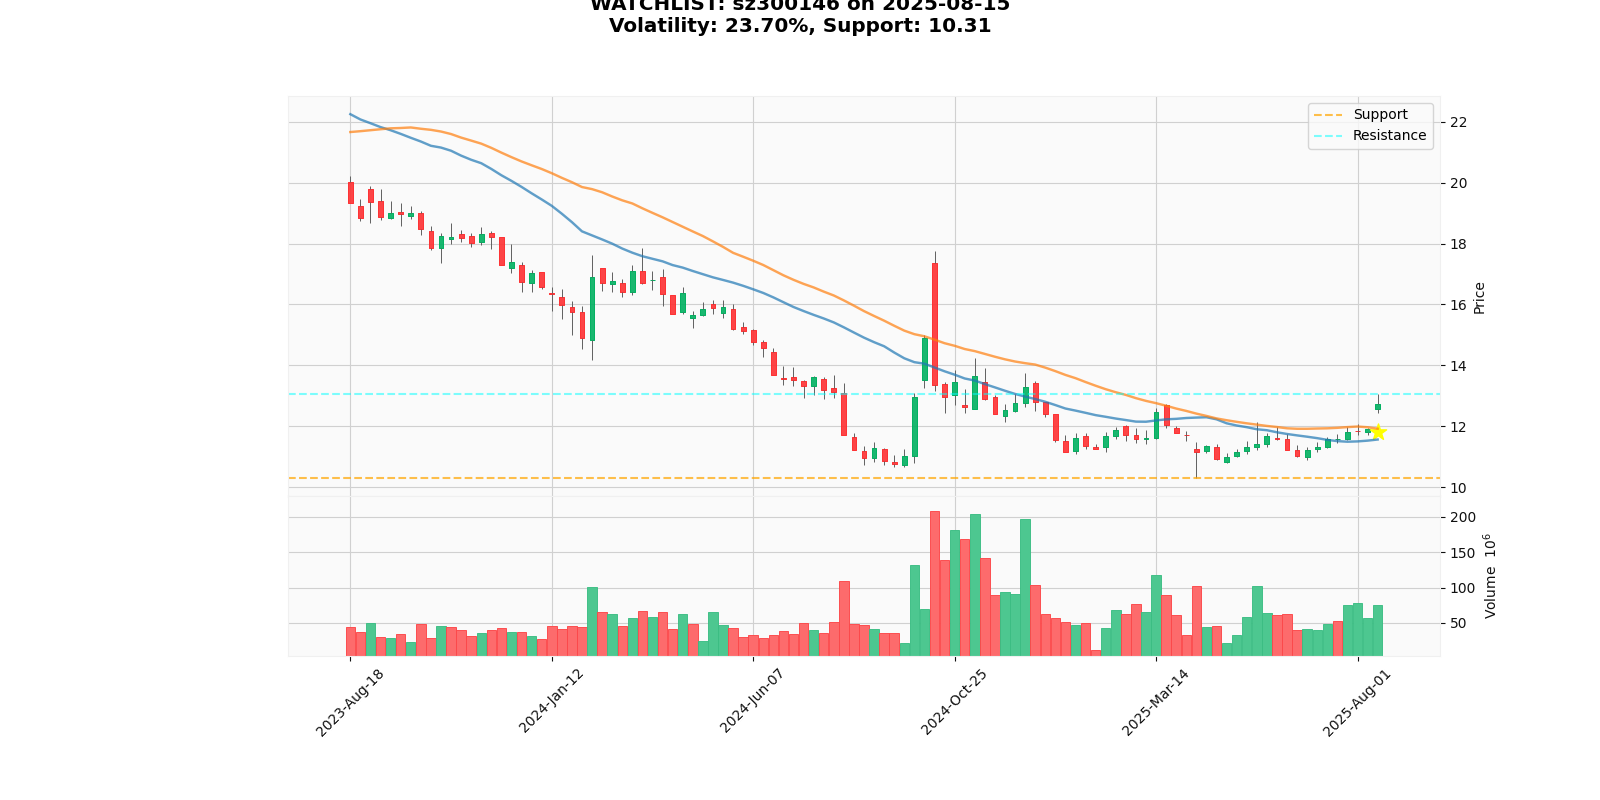 WATCHLIST: sz300146 on 2025-08-15
Volatility: 23.70%, Support: 10.31
Support
Resistance
22
20
18
16
14
12
10
Price
200
150
100
50
Volume 10⁶
2023-Aug-18
2024-Jan-12
2024-Jun-07
2024-Oct-25
2025-Mar-14
2025-Aug-01